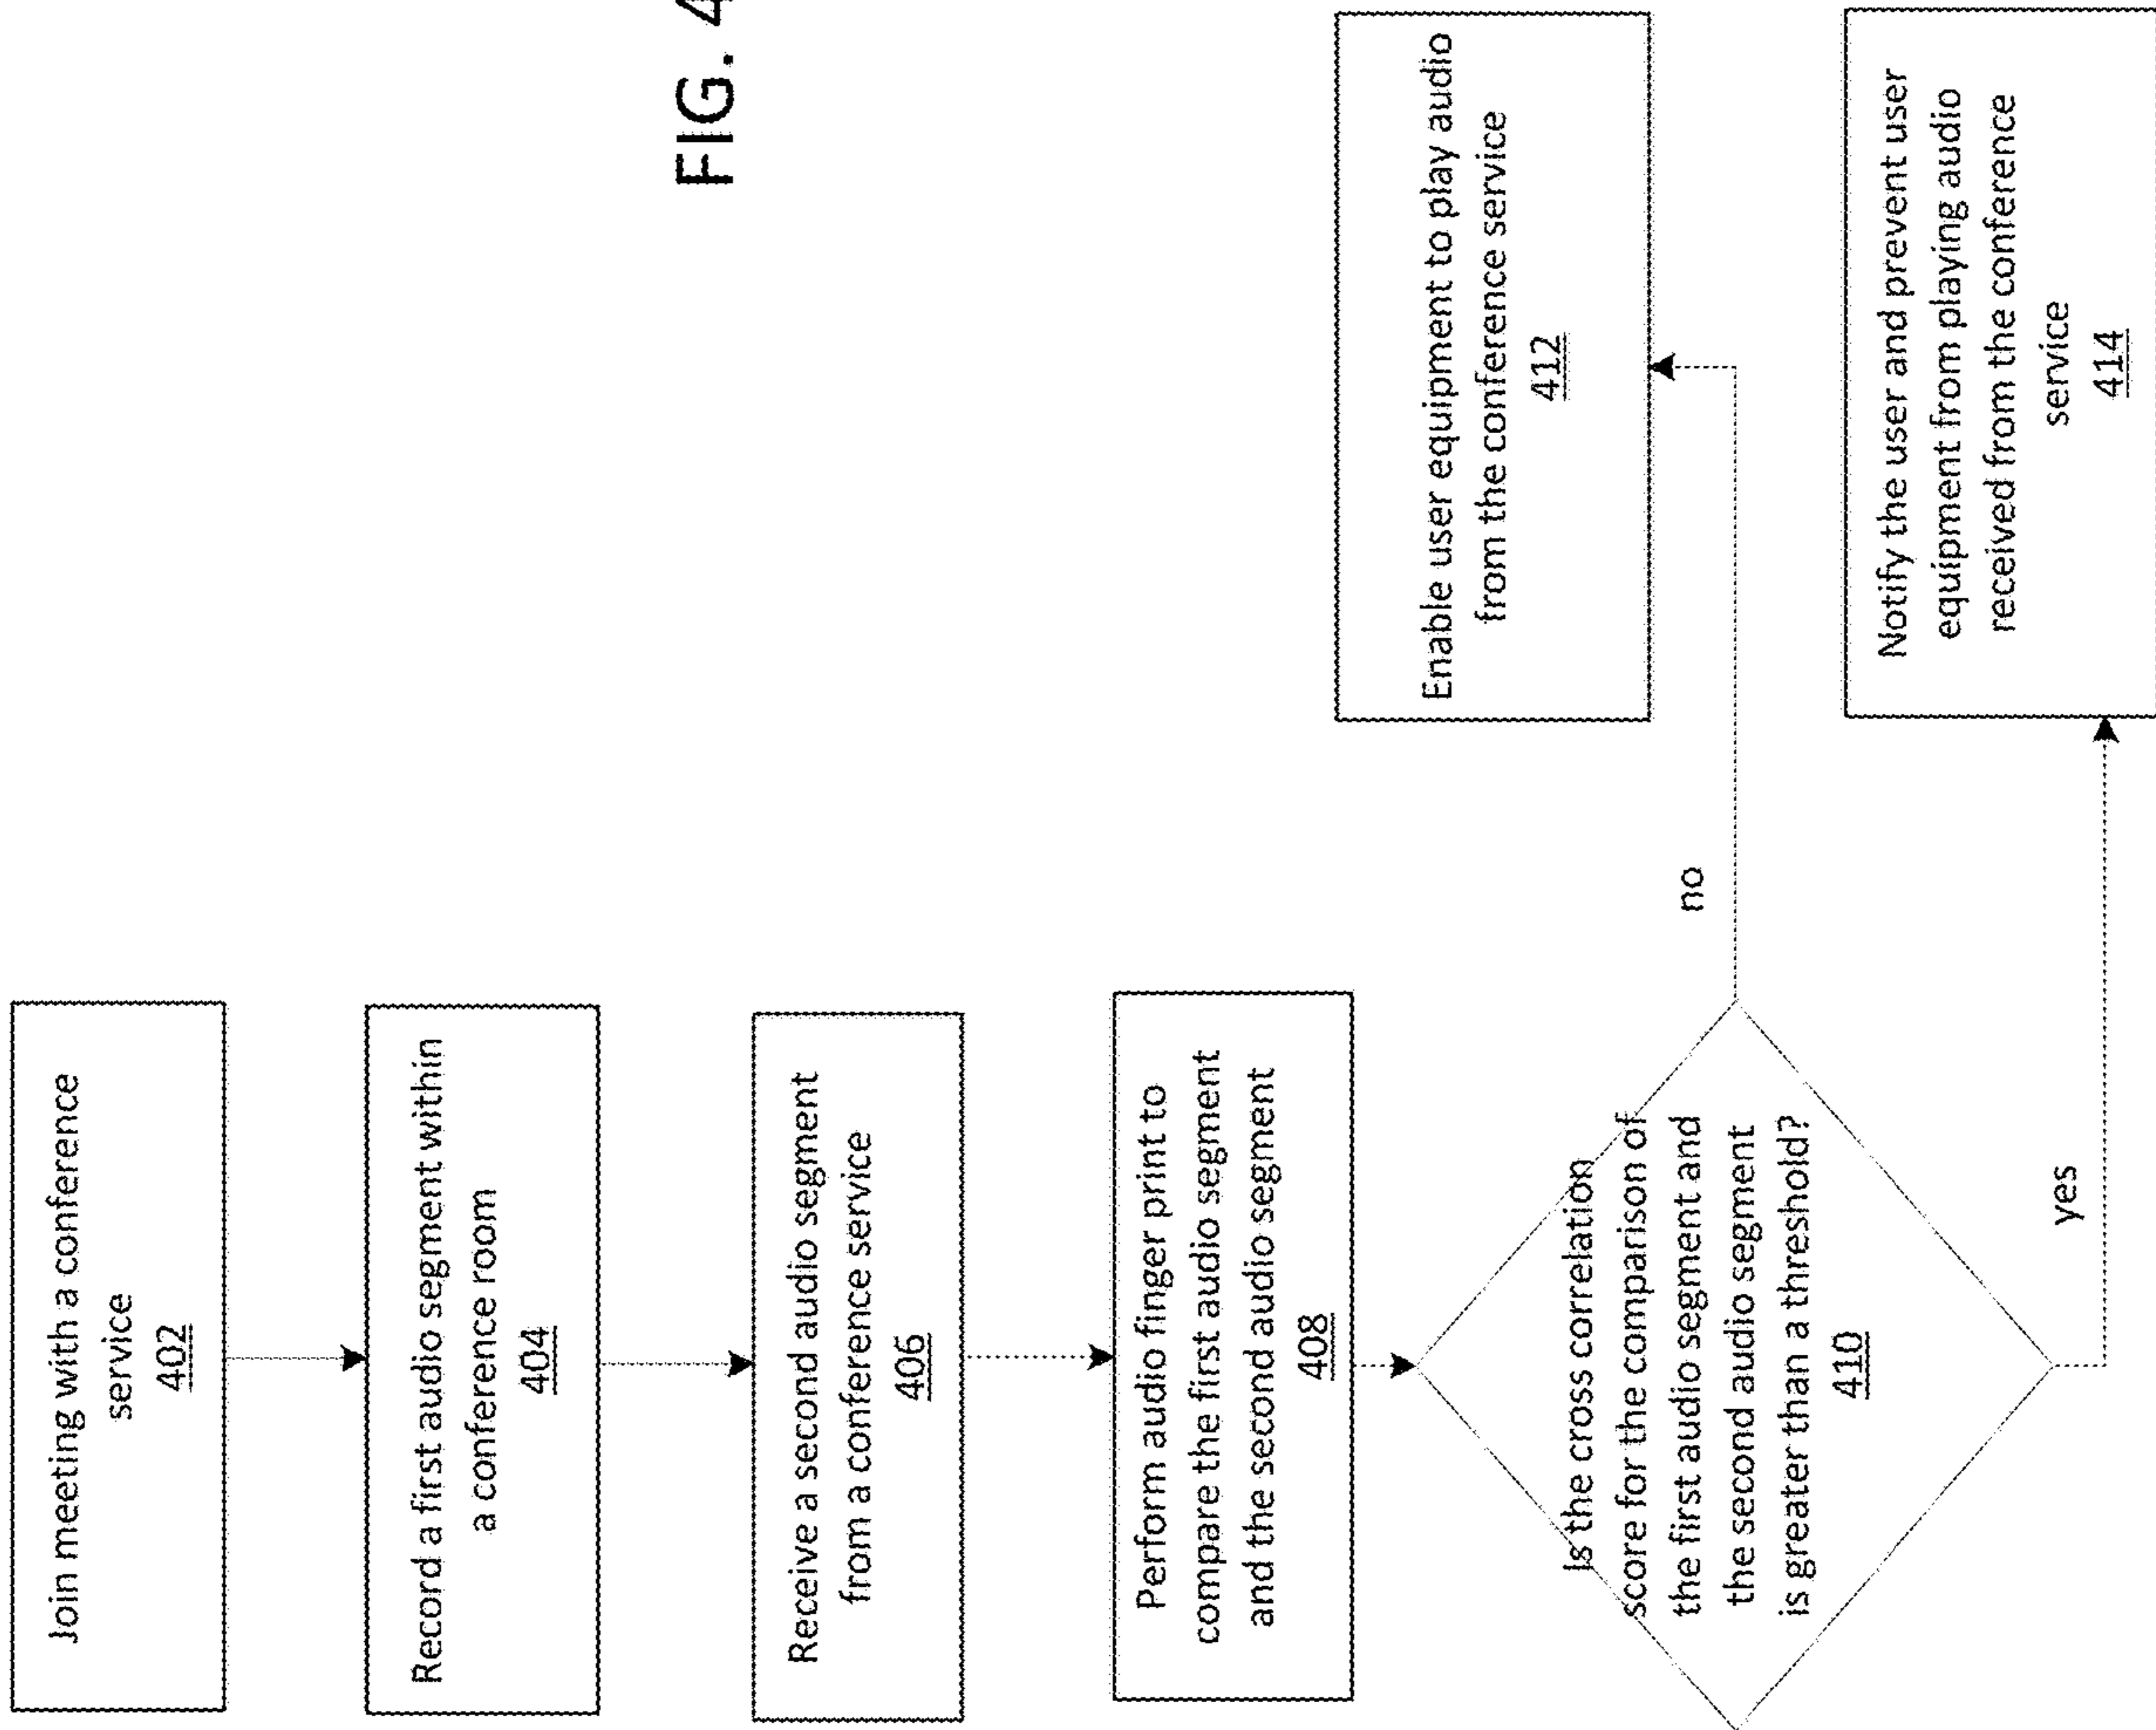 Join meeting with a conference
service
402
Record a first audio segment within
a conference room
404
Receive a second audio segment
from a conference service
406
Perform audio finger print to
compare the first audio segment
and the second audio segment
408
Is the cross correlation
score for the comparison of
the first audio segment and
the second audio segment
is greater than a threshold?
410
no
yes
Enable user equipment to play audio
from the conference service
412
Notify the user and prevent user
equipment from playing audio
received from the conference
service
414
FIG. 4